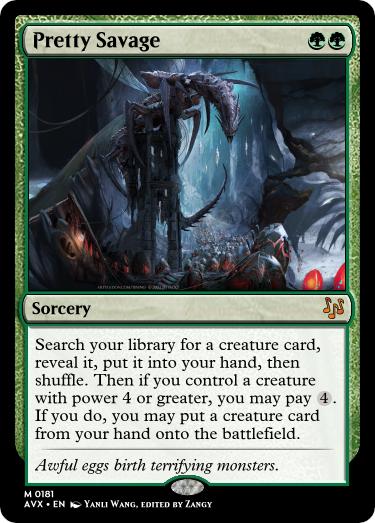 Pretty Savage
Sorcery
Search your library for a creature card,
reveal it, put it into your hand, then
shuffle. Then if you control a creature
with power 4 or greater, you may pay 4.
If you do, you may put a creature card
from your hand onto the battlefield.
Awful eggs birth terrifying monsters.
M 0181
AVX • EN YANLI WANG, EDITED BY ZANGY